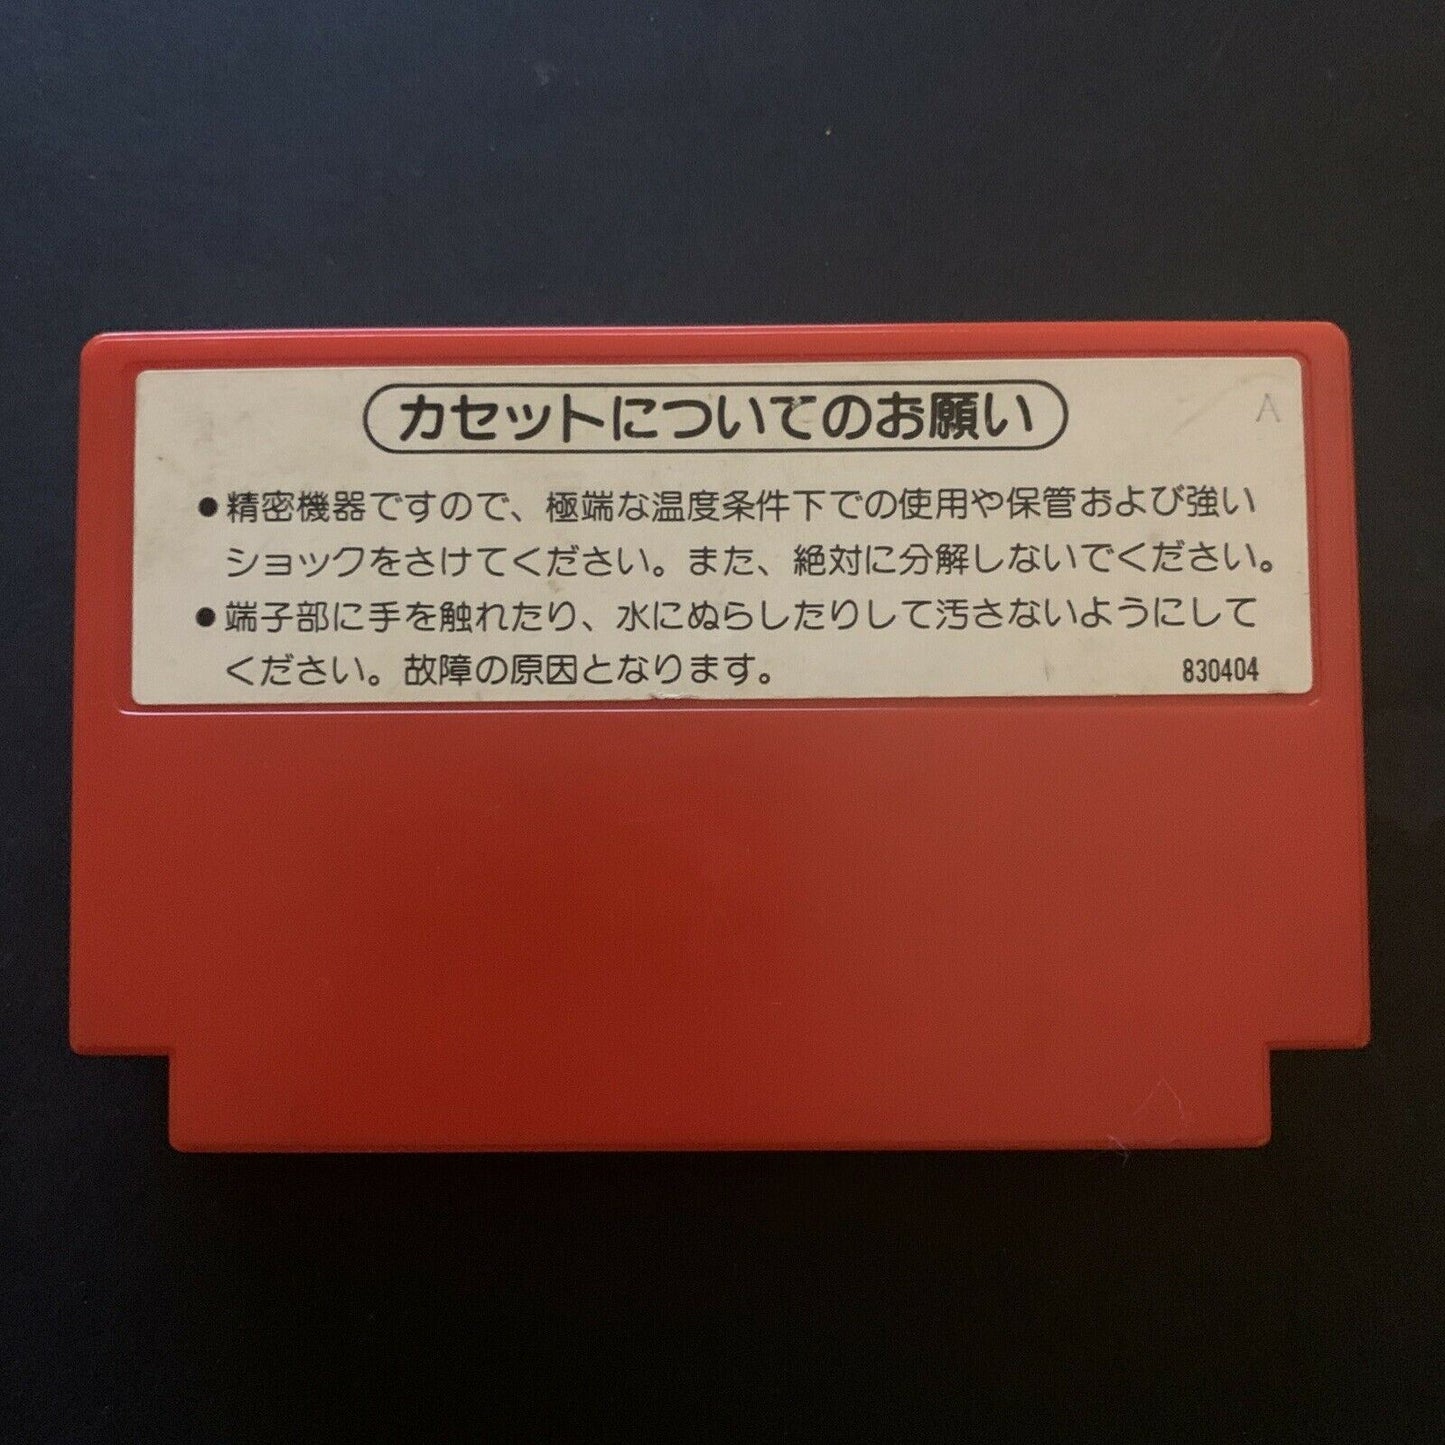 カセットについてのお願い
A
●精密機器ですので、極端な温度条件下での使用や保管および強い
ショックをさけてください。また、絶対に分解しないでください。
●端子部に手を触れたり、水にぬらしたりして汚さないようにして
ください。故障の原因となります。 830404